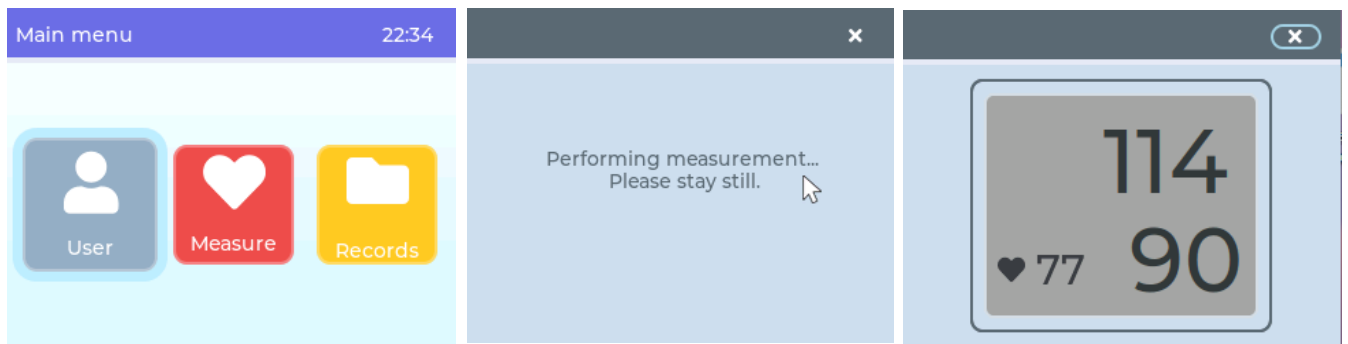 Main menu 22:34
User
Measure
Records
Performing measurement...
Please stay still.
114
90
77